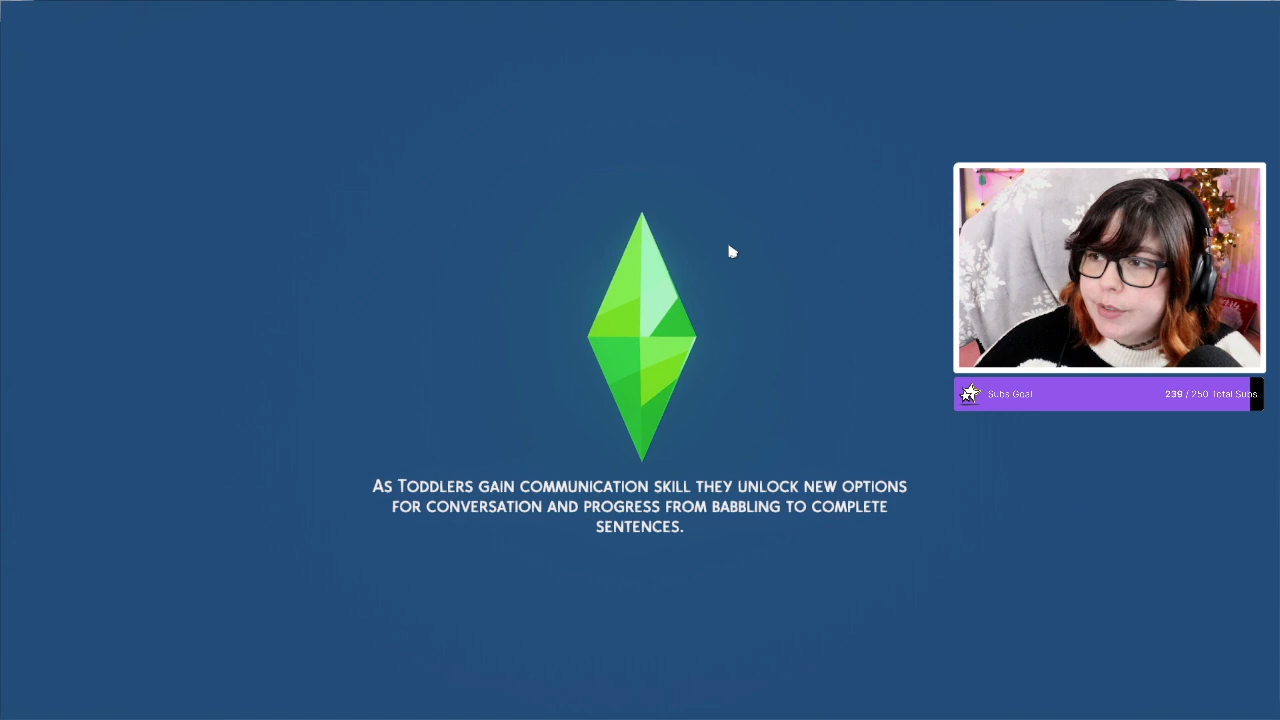 As Toddlers gain communication skill they unlock new options
for conversation and progress from babbling to complete
sentences.
Subs Goal
239 / 250 Total Subs